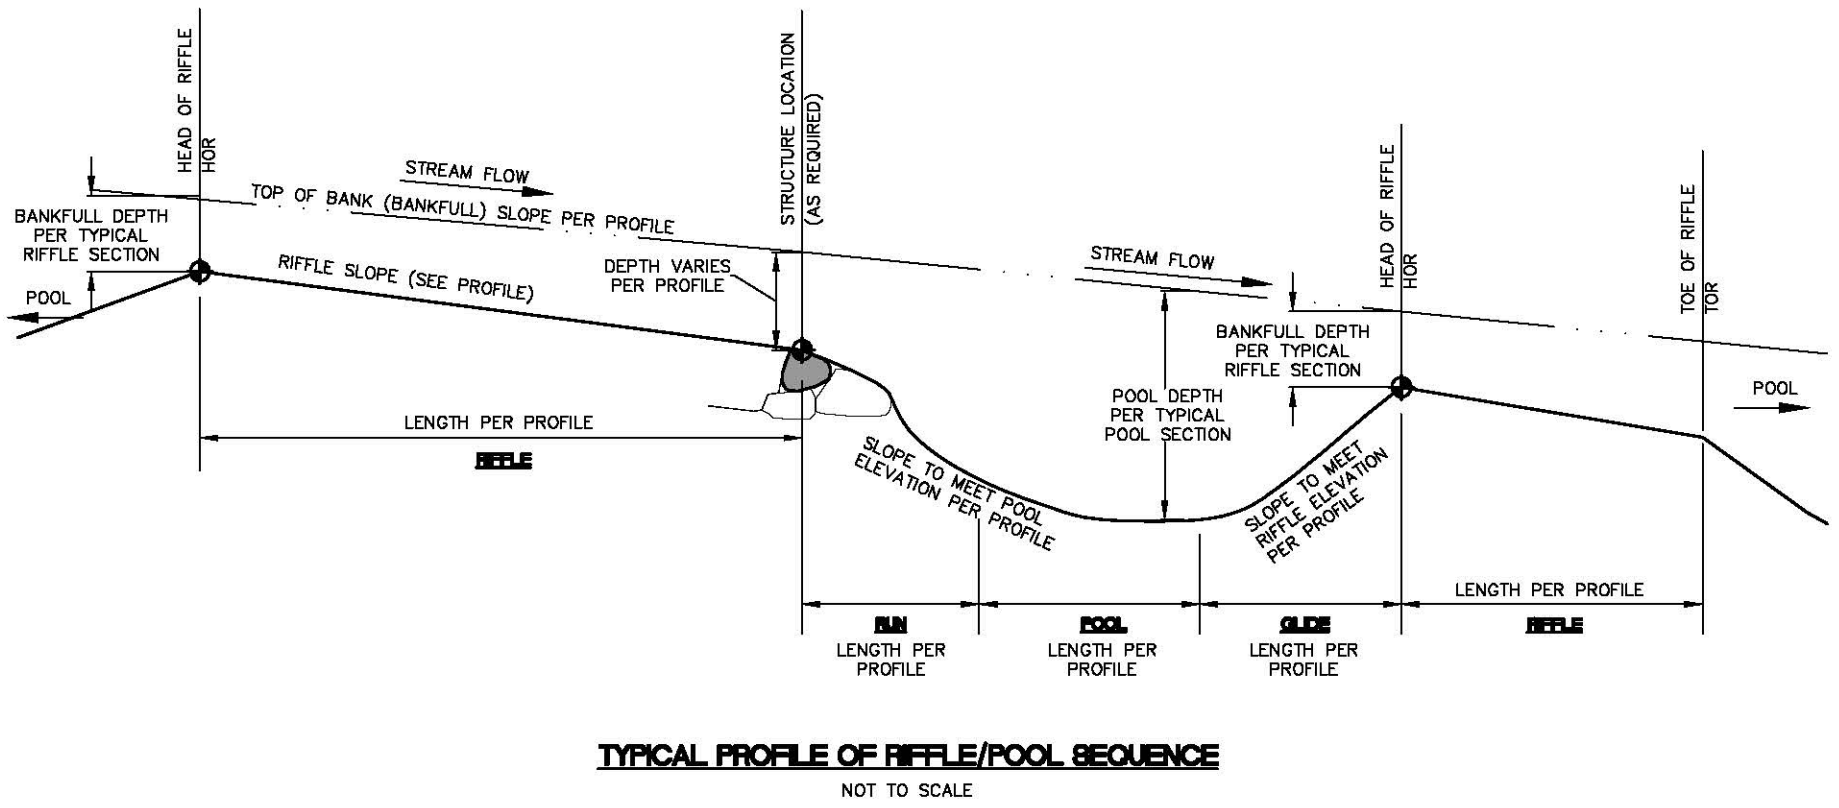 HEAD OF RIFFLE
HOR
STRUCTURE LOCATION
(AS REQUIRED)
HEAD OF RIFFLE
HOR
TOE OF RIFFLE
TOR
STREAM FLOW
TOP OF BANK (BANKFULL) SLOPE PER PROFILE
BANKFULL DEPTH
PER TYPICAL
RIFFLE SECTION
POOL
RIFFLE SLOPE (SEE PROFILE)
DEPTH VARIES
PER PROFILE
STREAM FLOW
BANKFULL DEPTH
PER TYPICAL
RIFFLE SECTION
POOL
POOL DEPTH
PER TYPICAL
POOL SECTION
LENGTH PER PROFILE
RIFFLE
SLOPE TO MEET POOL
ELEVATION PER PROFILE
SLOPE TO MEET
RIFFLE ELEVATION
PER PROFILE
LENGTH PER PROFILE
RUN
LENGTH PER
PROFILE
POOL
LENGTH PER
PROFILE
GLIDE
LENGTH PER
PROFILE
RIFFLE
TYPICAL PROFILE OF RIFFLE/POOL SEQUENCE
NOT TO SCALE